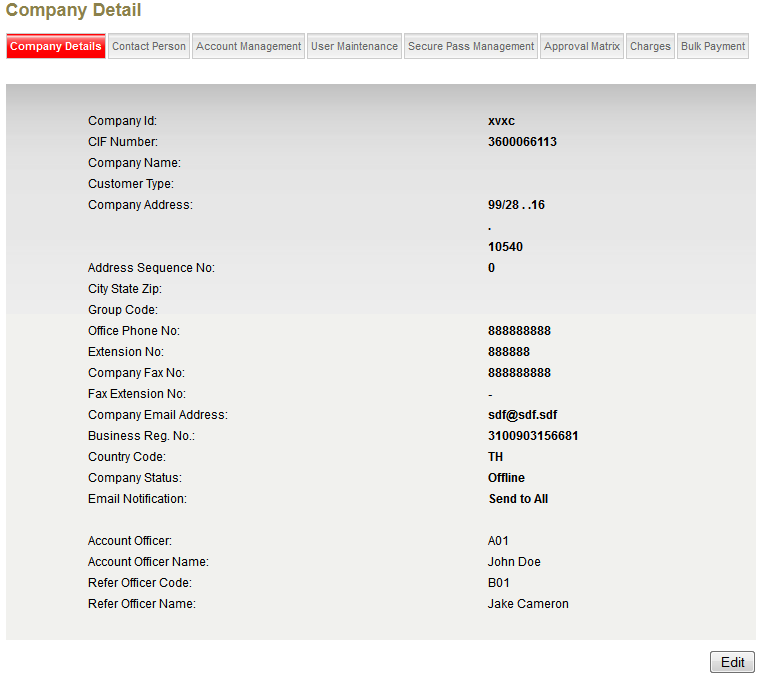 Company Detail
Company Details Contact Person Account Management User Maintenance Secure Pass Management Approval Matrix Charges Bulk Payment
Company Id: xvxc
CIF Number: 3600066113
Company Name:
Customer Type:
Company Address: 99/28 . .16
.
10540
Address Sequence No: 0
City State Zip:
Group Code:
Office Phone No: 888888888
Extension No: 888888
Company Fax No: 888888888
Fax Extension No: -
Company Email Address: sdf@sdf.sdf
Business Reg. No.: 3100903156681
Country Code: TH
Company Status: Offline
Email Notification: Send to All
Account Officer: A01
Account Officer Name: John Doe
Refer Officer Code: B01
Refer Officer Name: Jake Cameron
Edit